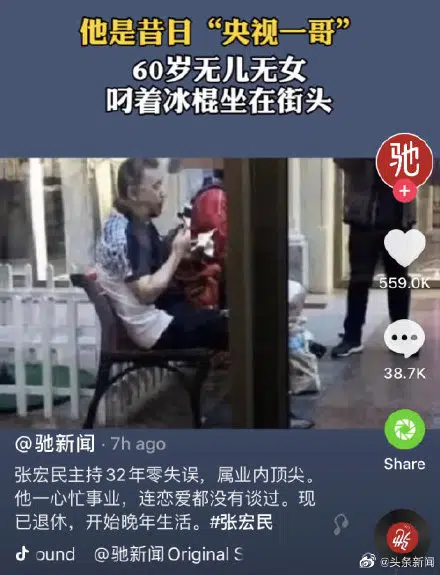 他是昔日“央视一哥”
60岁无儿无女
叼着冰棍坐在街头
驰
559.0K
38.7K
Share
@驰新闻 · 7h ago
张宏民主持32年零失误，属业内顶尖。
他一心忙事业，连恋爱都没有谈过。现
已退休，开始晚年生活。#张宏民
ound @驰新闻 Original S
@头条新闻